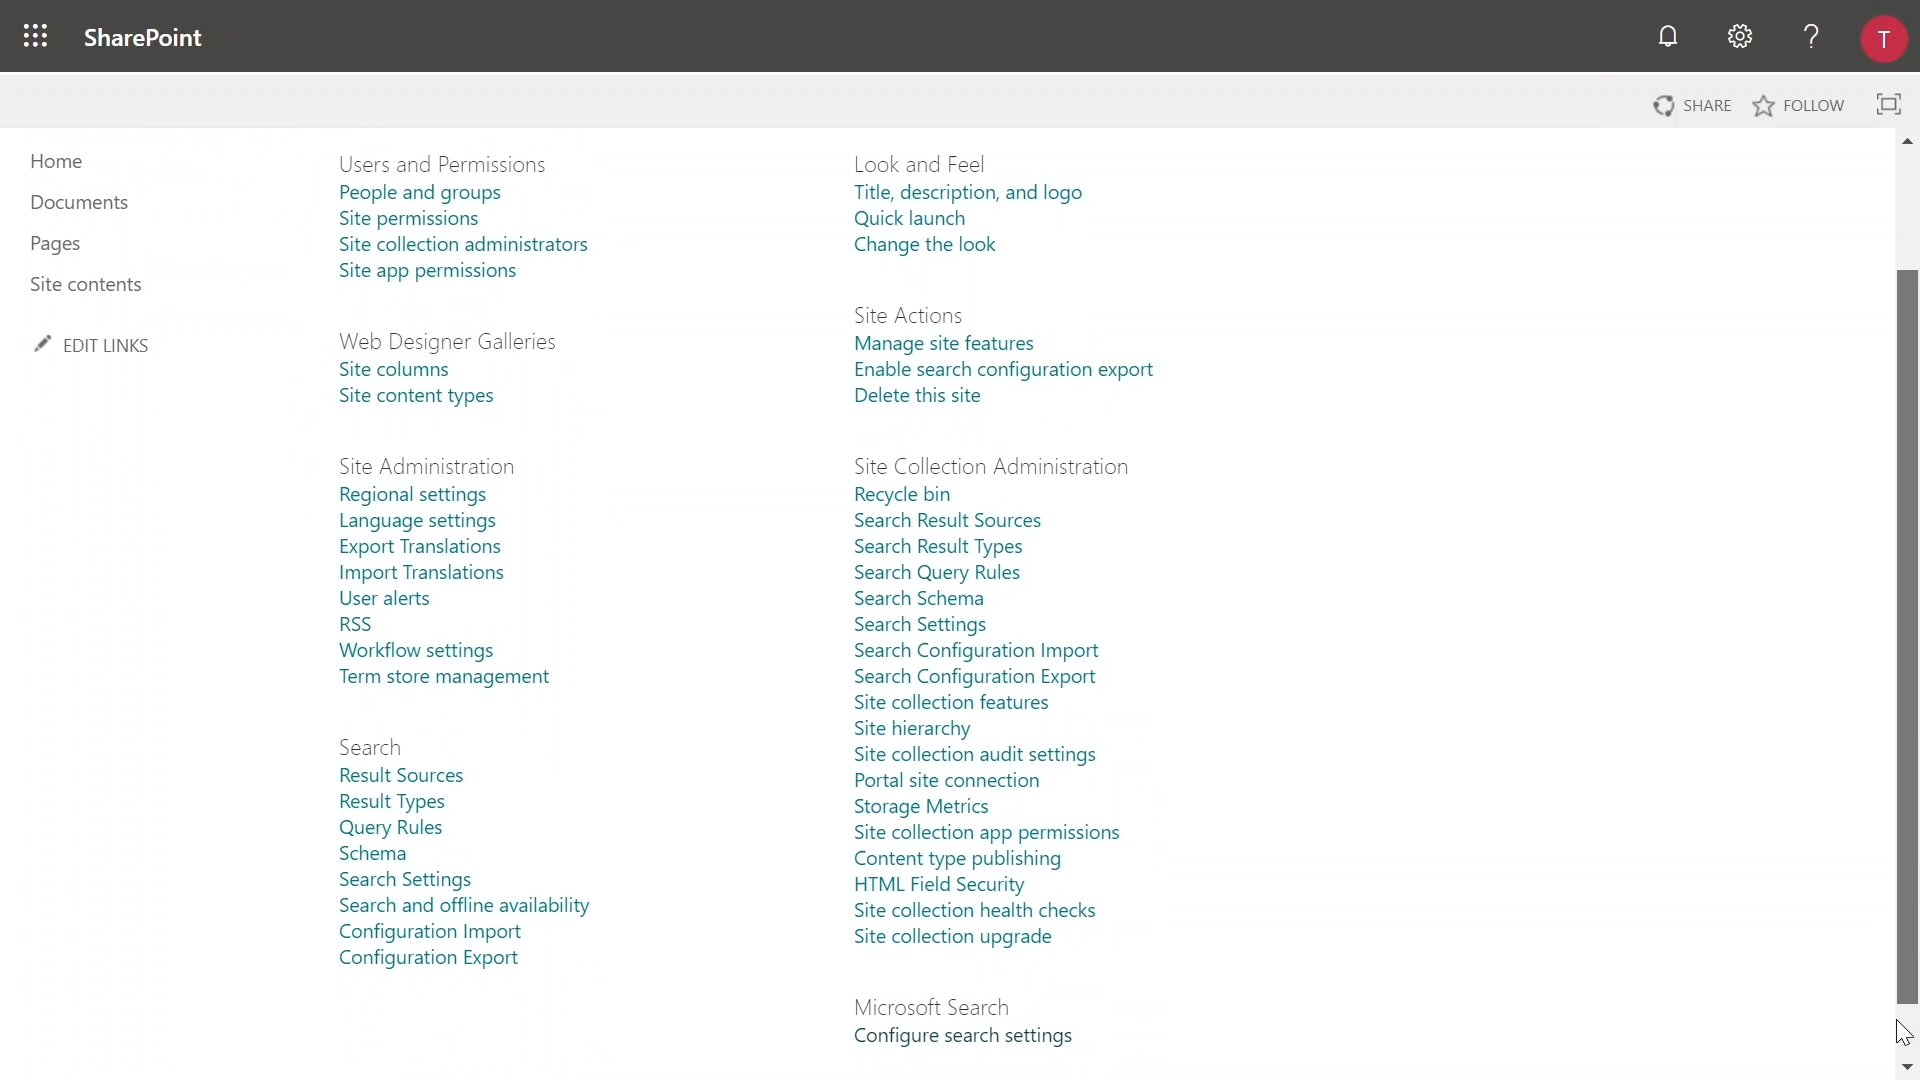 SharePoint
T
SHARE
FOLLOW
Home
Documents
Pages
Site contents
EDIT LINKS
Users and Permissions
People and groups
Site permissions
Site collection administrators
Site app permissions
Web Designer Galleries
Site columns
Site content types
Site Administration
Regional settings
Language settings
Export Translations
Import Translations
User alerts
RSS
Workflow settings
Term store management
Search
Result Sources
Result Types
Query Rules
Schema
Search Settings
Search and offline availability
Configuration Import
Configuration Export
Look and Feel
Title, description, and logo
Quick launch
Change the look
Site Actions
Manage site features
Enable search configuration export
Delete this site
Site Collection Administration
Recycle bin
Search Result Sources
Search Result Types
Search Query Rules
Search Schema
Search Settings
Search Configuration Import
Search Configuration Export
Site collection features
Site hierarchy
Site collection audit settings
Portal site connection
Storage Metrics
Site collection app permissions
Content type publishing
HTML Field Security
Site collection health checks
Site collection upgrade
Microsoft Search
Configure search settings